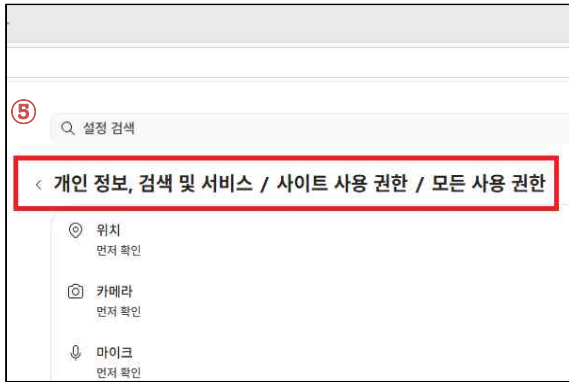 ⑤
설정 검색
개인 정보, 검색 및 서비스 / 사이트 사용 권한 / 모든 사용 권한
위치
먼저 확인
카메라
먼저 확인
마이크
먼저 확인